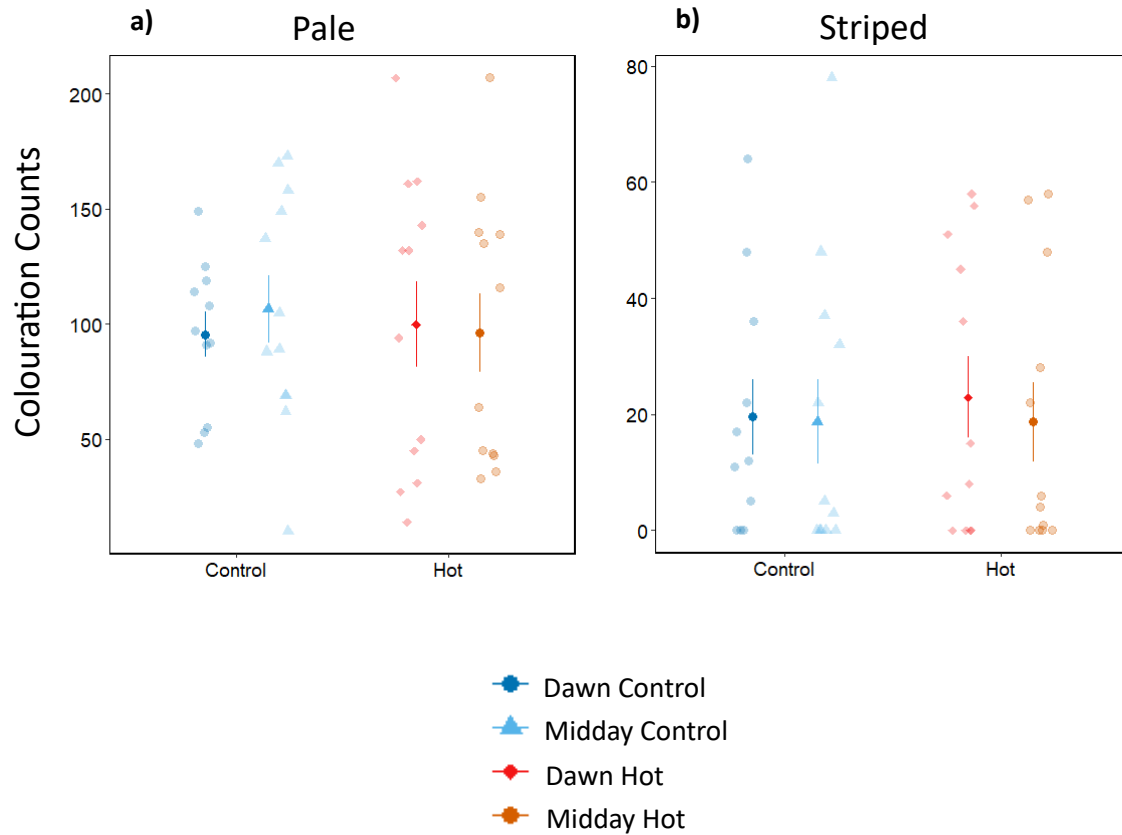 a)
Pale
b)
Striped
Colouration Counts
200
150
100
50
Control
Hot
80
60
40
20
0
Control
Hot
Dawn Control
Midday Control
Dawn Hot
Midday Hot